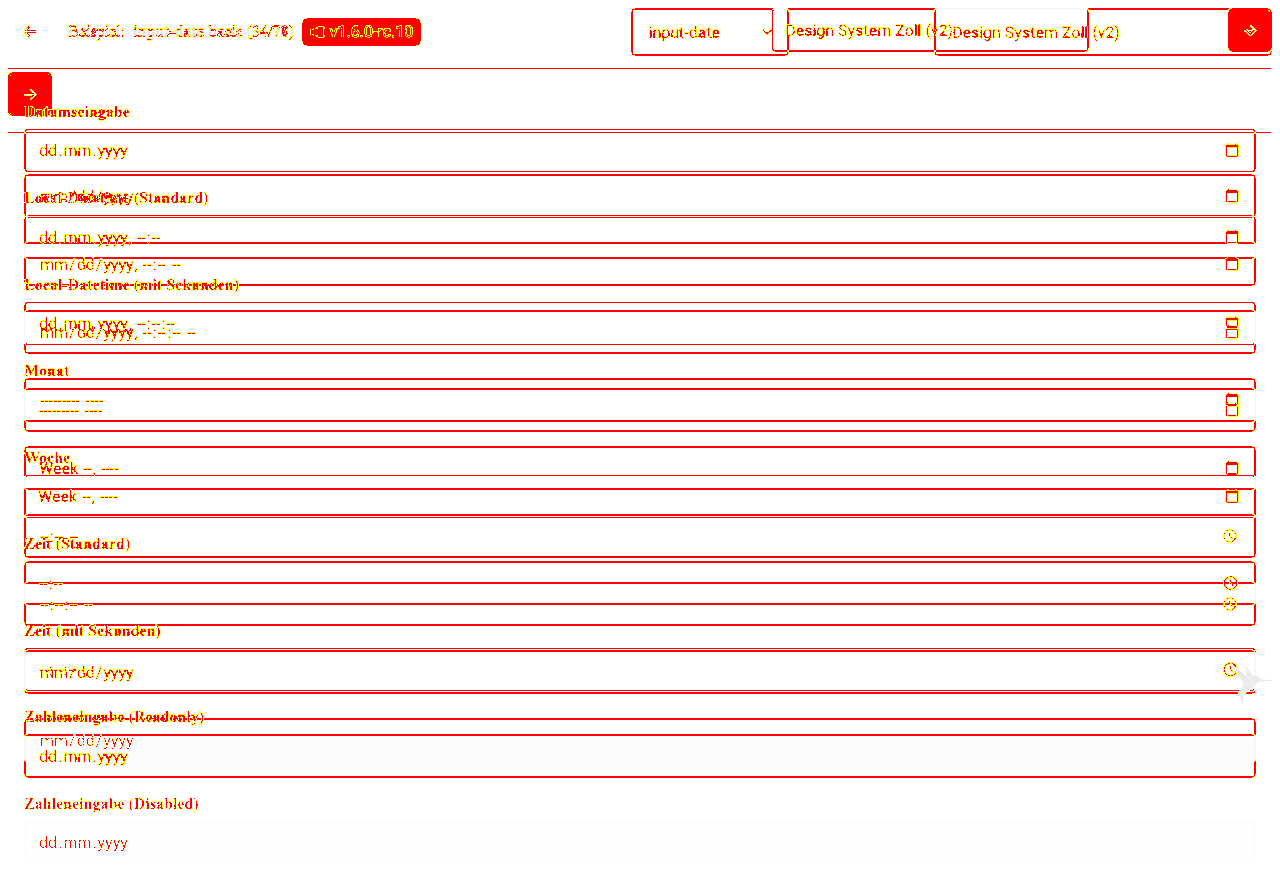 Beispiel: input-date basic (34/78) v1.6.0-rc.10 input-date Design System Zoll (v2) Design System Zoll (v2)
Datumseingabe
dd.mm.yyyy
mm/dd/yyyy
Local-Datetime (Standard)
dd.mm.yyyy, --:--
mm/dd/yyyy, --:-- --
Local-Datetime (mit Sekunden)
dd.mm.yyyy, --:--:--
mm/dd/yyyy, --:--:-- --
Monat
--------- ----
--------- ----
Woche
Week --, ----
Week --, ----
--:-- --
Zeit (Standard)
--:--
--:--:-- --
Zeit (mit Sekunden)
mm/dd/yyyy
Zahleneingabe (Readonly)
mm/dd/yyyy
dd.mm.yyyy
Zahleneingabe (Disabled)
dd.mm.yyyy